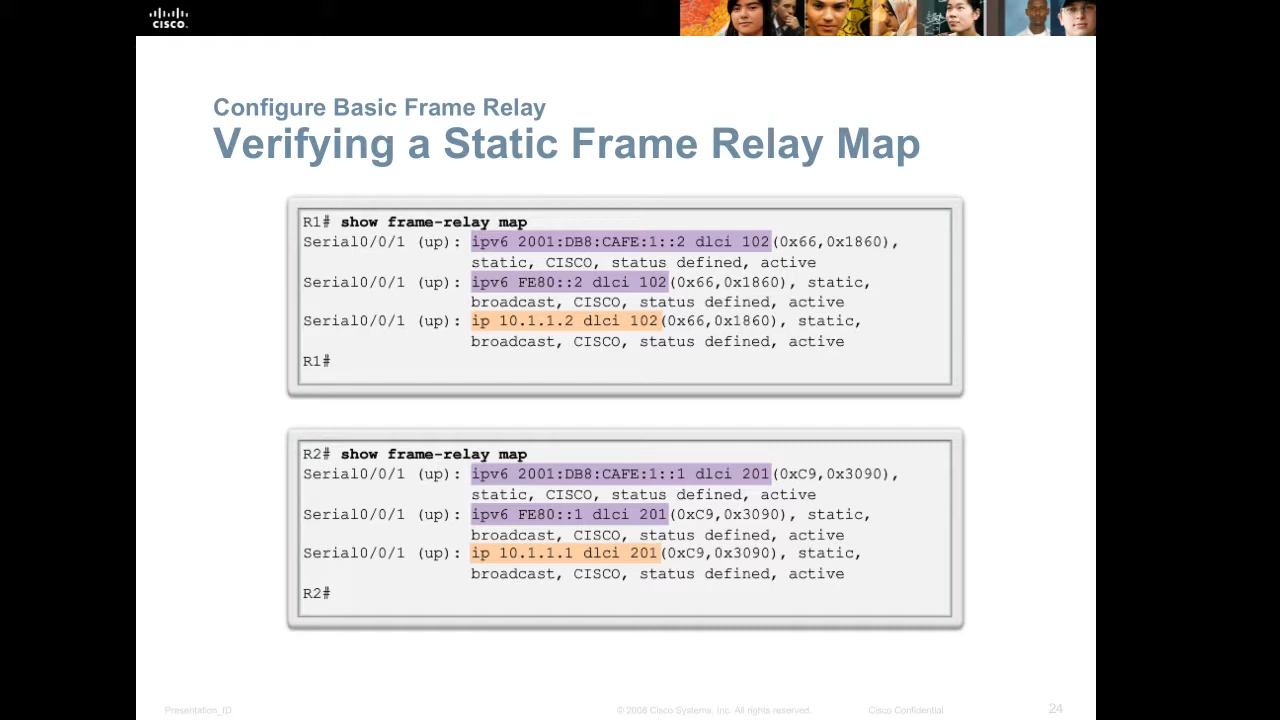 CISCO
Configure Basic Frame Relay
Verifying a Static Frame Relay Map
R1# show frame-relay map
Serial0/0/1 (up): ipv6 2001:DB8:CAFE:1::2 dlci 102(0x66,0x1860),
static, CISCO, status defined, active
Serial0/0/1 (up): ipv6 FE80::2 dlci 102(0x66,0x1860), static,
broadcast, CISCO, status defined, active
Serial0/0/1 (up): ip 10.1.1.2 dlci 102(0x66,0x1860), static,
broadcast, CISCO, status defined, active
R1#
R2# show frame-relay map
Serial0/0/1 (up): ipv6 2001:DB8:CAFE:1::1 dlci 201(0xC9,0x3090),
static, CISCO, status defined, active
Serial0/0/1 (up): ipv6 FE80::1 dlci 201(0xC9,0x3090), static,
broadcast, CISCO, status defined, active
Serial0/0/1 (up): ip 10.1.1.1 dlci 201(0xC9,0x3090), static,
broadcast, CISCO, status defined, active
R2#
Presentation_ID © 2008 Cisco Systems, Inc. All rights reserved. Cisco Confidential 24